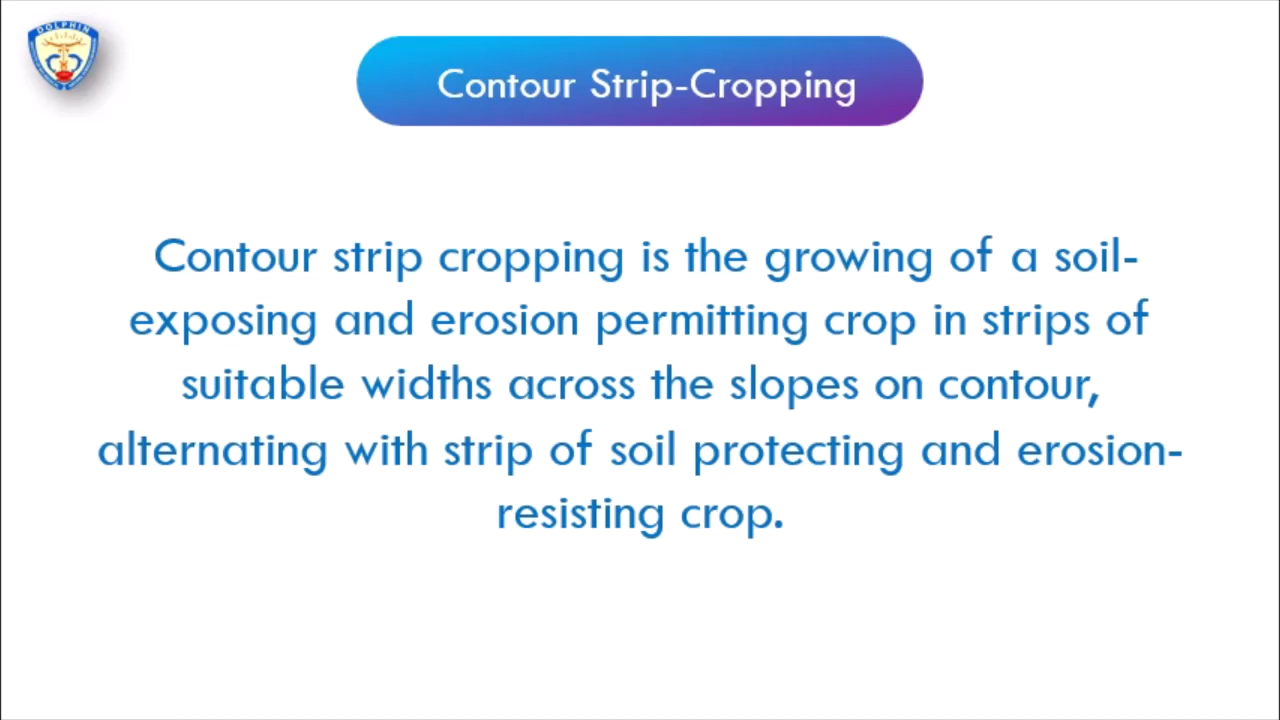 DOLPHIN
Contour Strip-Cropping
Contour strip cropping is the growing of a soil-
exposing and erosion permitting crop in strips of
suitable widths across the slopes on contour,
alternating with strip of soil protecting and erosion-
resisting crop.